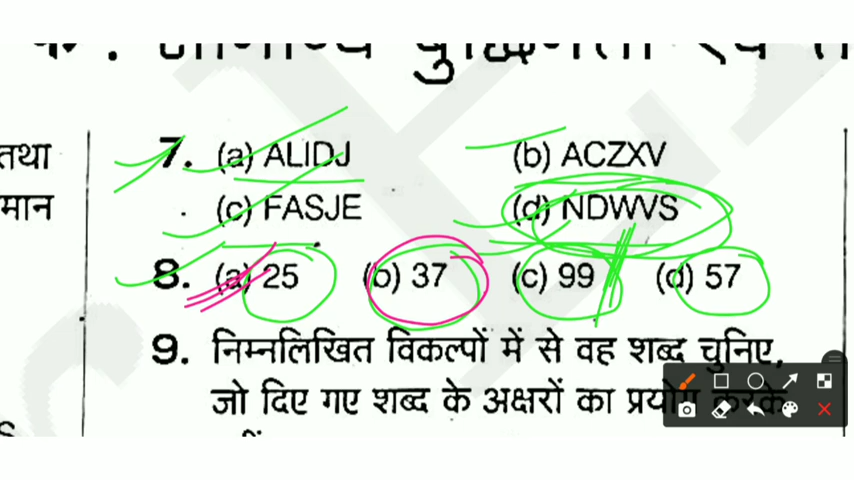 तथा
मान
7. (a) ALIDJ (b) ACZXV
(c) FASJE (d) NDWVS
8. (a) 25 (b) 37 (c) 99 (d) 57
9. निम्नलिखित विकल्पों में से वह शब्द चुनिए,
जो दिए गए शब्द के अक्षरों का प्रयोग करके